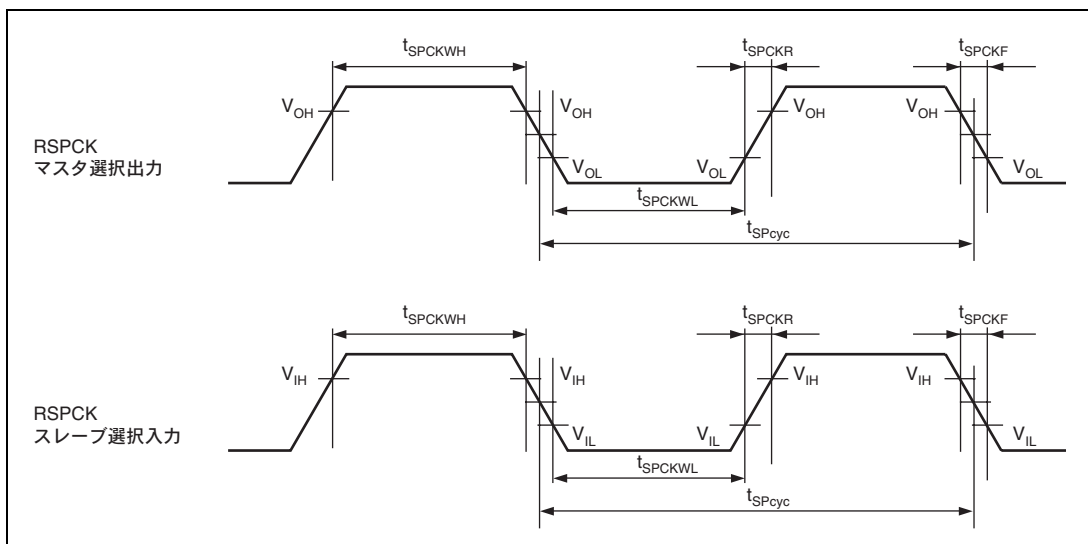 tSPCKWH tSPCKR tSPCKF
VOH VOH VOH VOH
RSPCK
マスタ選択出力
VOL VOL VOL
tSPCKWL
tSPcyc
tSPCKWH tSPCKR tSPCKF
VIH VIH VIH VIH
RSPCK
スレーブ選択入力
VIL VIL VIL
tSPCKWL
tSPcyc